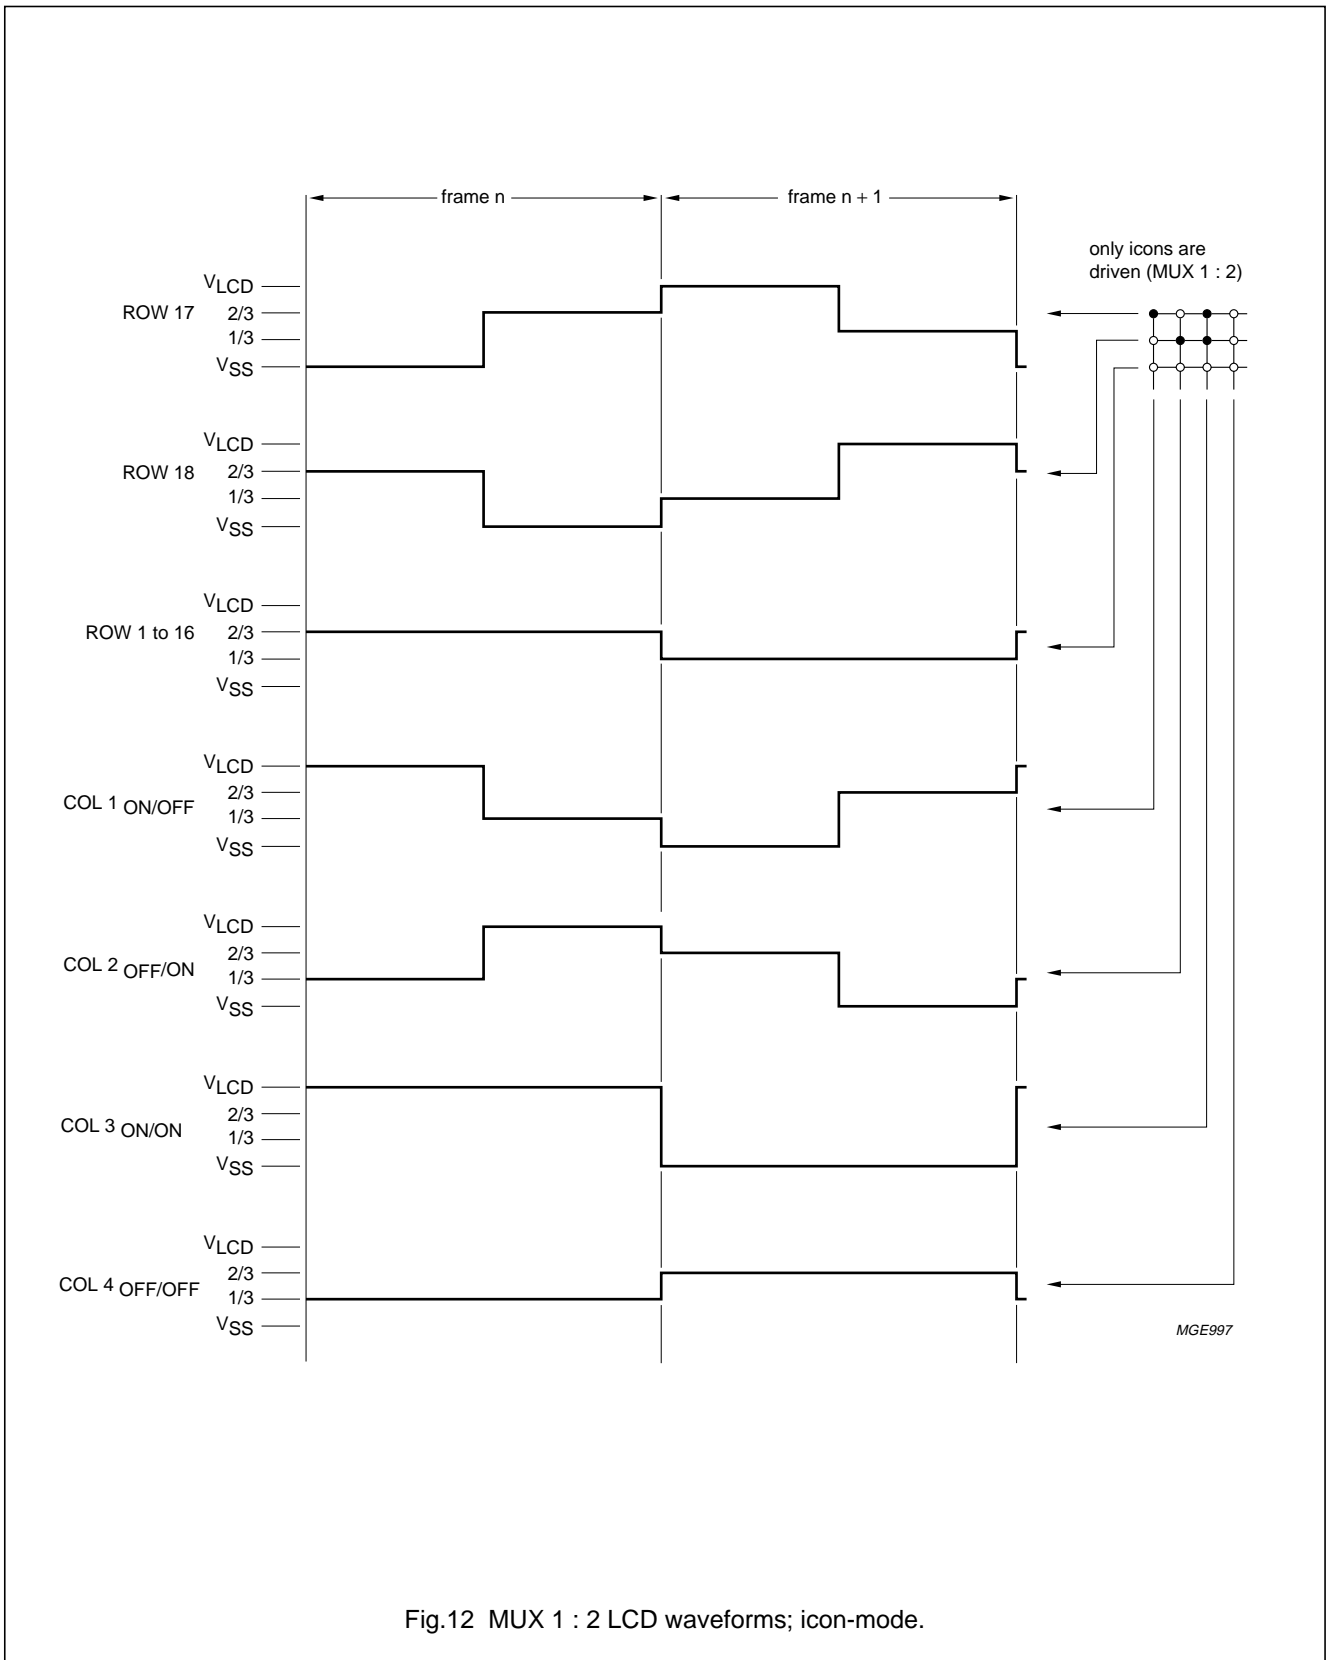 frame n
frame n + 1
only icons are
driven (MUX 1 : 2)
ROW 17
VLCD
2/3
1/3
VSS
ROW 18
VLCD
2/3
1/3
VSS
ROW 1 to 16
VLCD
2/3
1/3
VSS
COL 1 ON/OFF
VLCD
2/3
1/3
VSS
COL 2 OFF/ON
VLCD
2/3
1/3
VSS
COL 3 ON/ON
VLCD
2/3
1/3
VSS
COL 4 OFF/OFF
VLCD
2/3
1/3
VSS
MGE997
Fig.12 MUX 1 : 2 LCD waveforms; icon-mode.